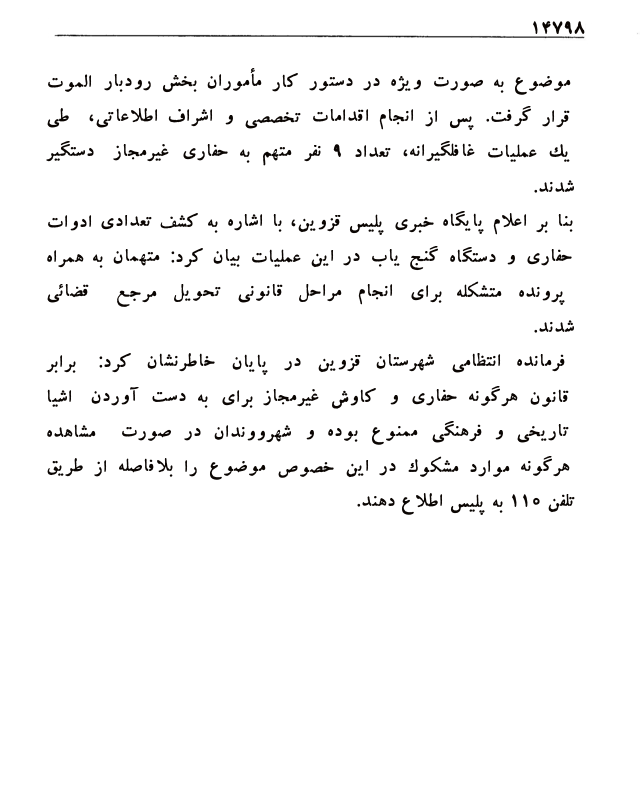 ۱۴۷۹۸
موضوع به صورت ویژه در دستور کار مأموران بخش رودبار الموت
قرار گرفت. پس از انجام اقدامات تخصصی و اشراف اطلاعاتی، طی
یك عملیات غافلگیرانه، تعداد ۹ نفر متهم به حفاری غیرمجاز دستگیر
شدند.
بنا بر اعلام پایگاه خبری پلیس قزوین، با اشاره به کشف تعدادی ادوات
حفاری و دستگاه گنج یاب در این عملیات بیان کرد: متهمان به همراه
پرونده متشکله برای انجام مراحل قانونی تحویل مرجع قضائی
شدند.
فرمانده انتظامی شهرستان قزوین در پایان خاطرنشان کرد: برابر
قانون هرگونه حفاری و کاوش غیرمجاز برای به دست آوردن اشیا
تاریخی و فرهنگی ممنوع بوده و شهرووندان در صورت مشاهده
هرگونه موارد مشکوك در این خصوص موضوع را بلافاصله از طریق
تلفن ۱۱۰ به پلیس اطلاع دهند.